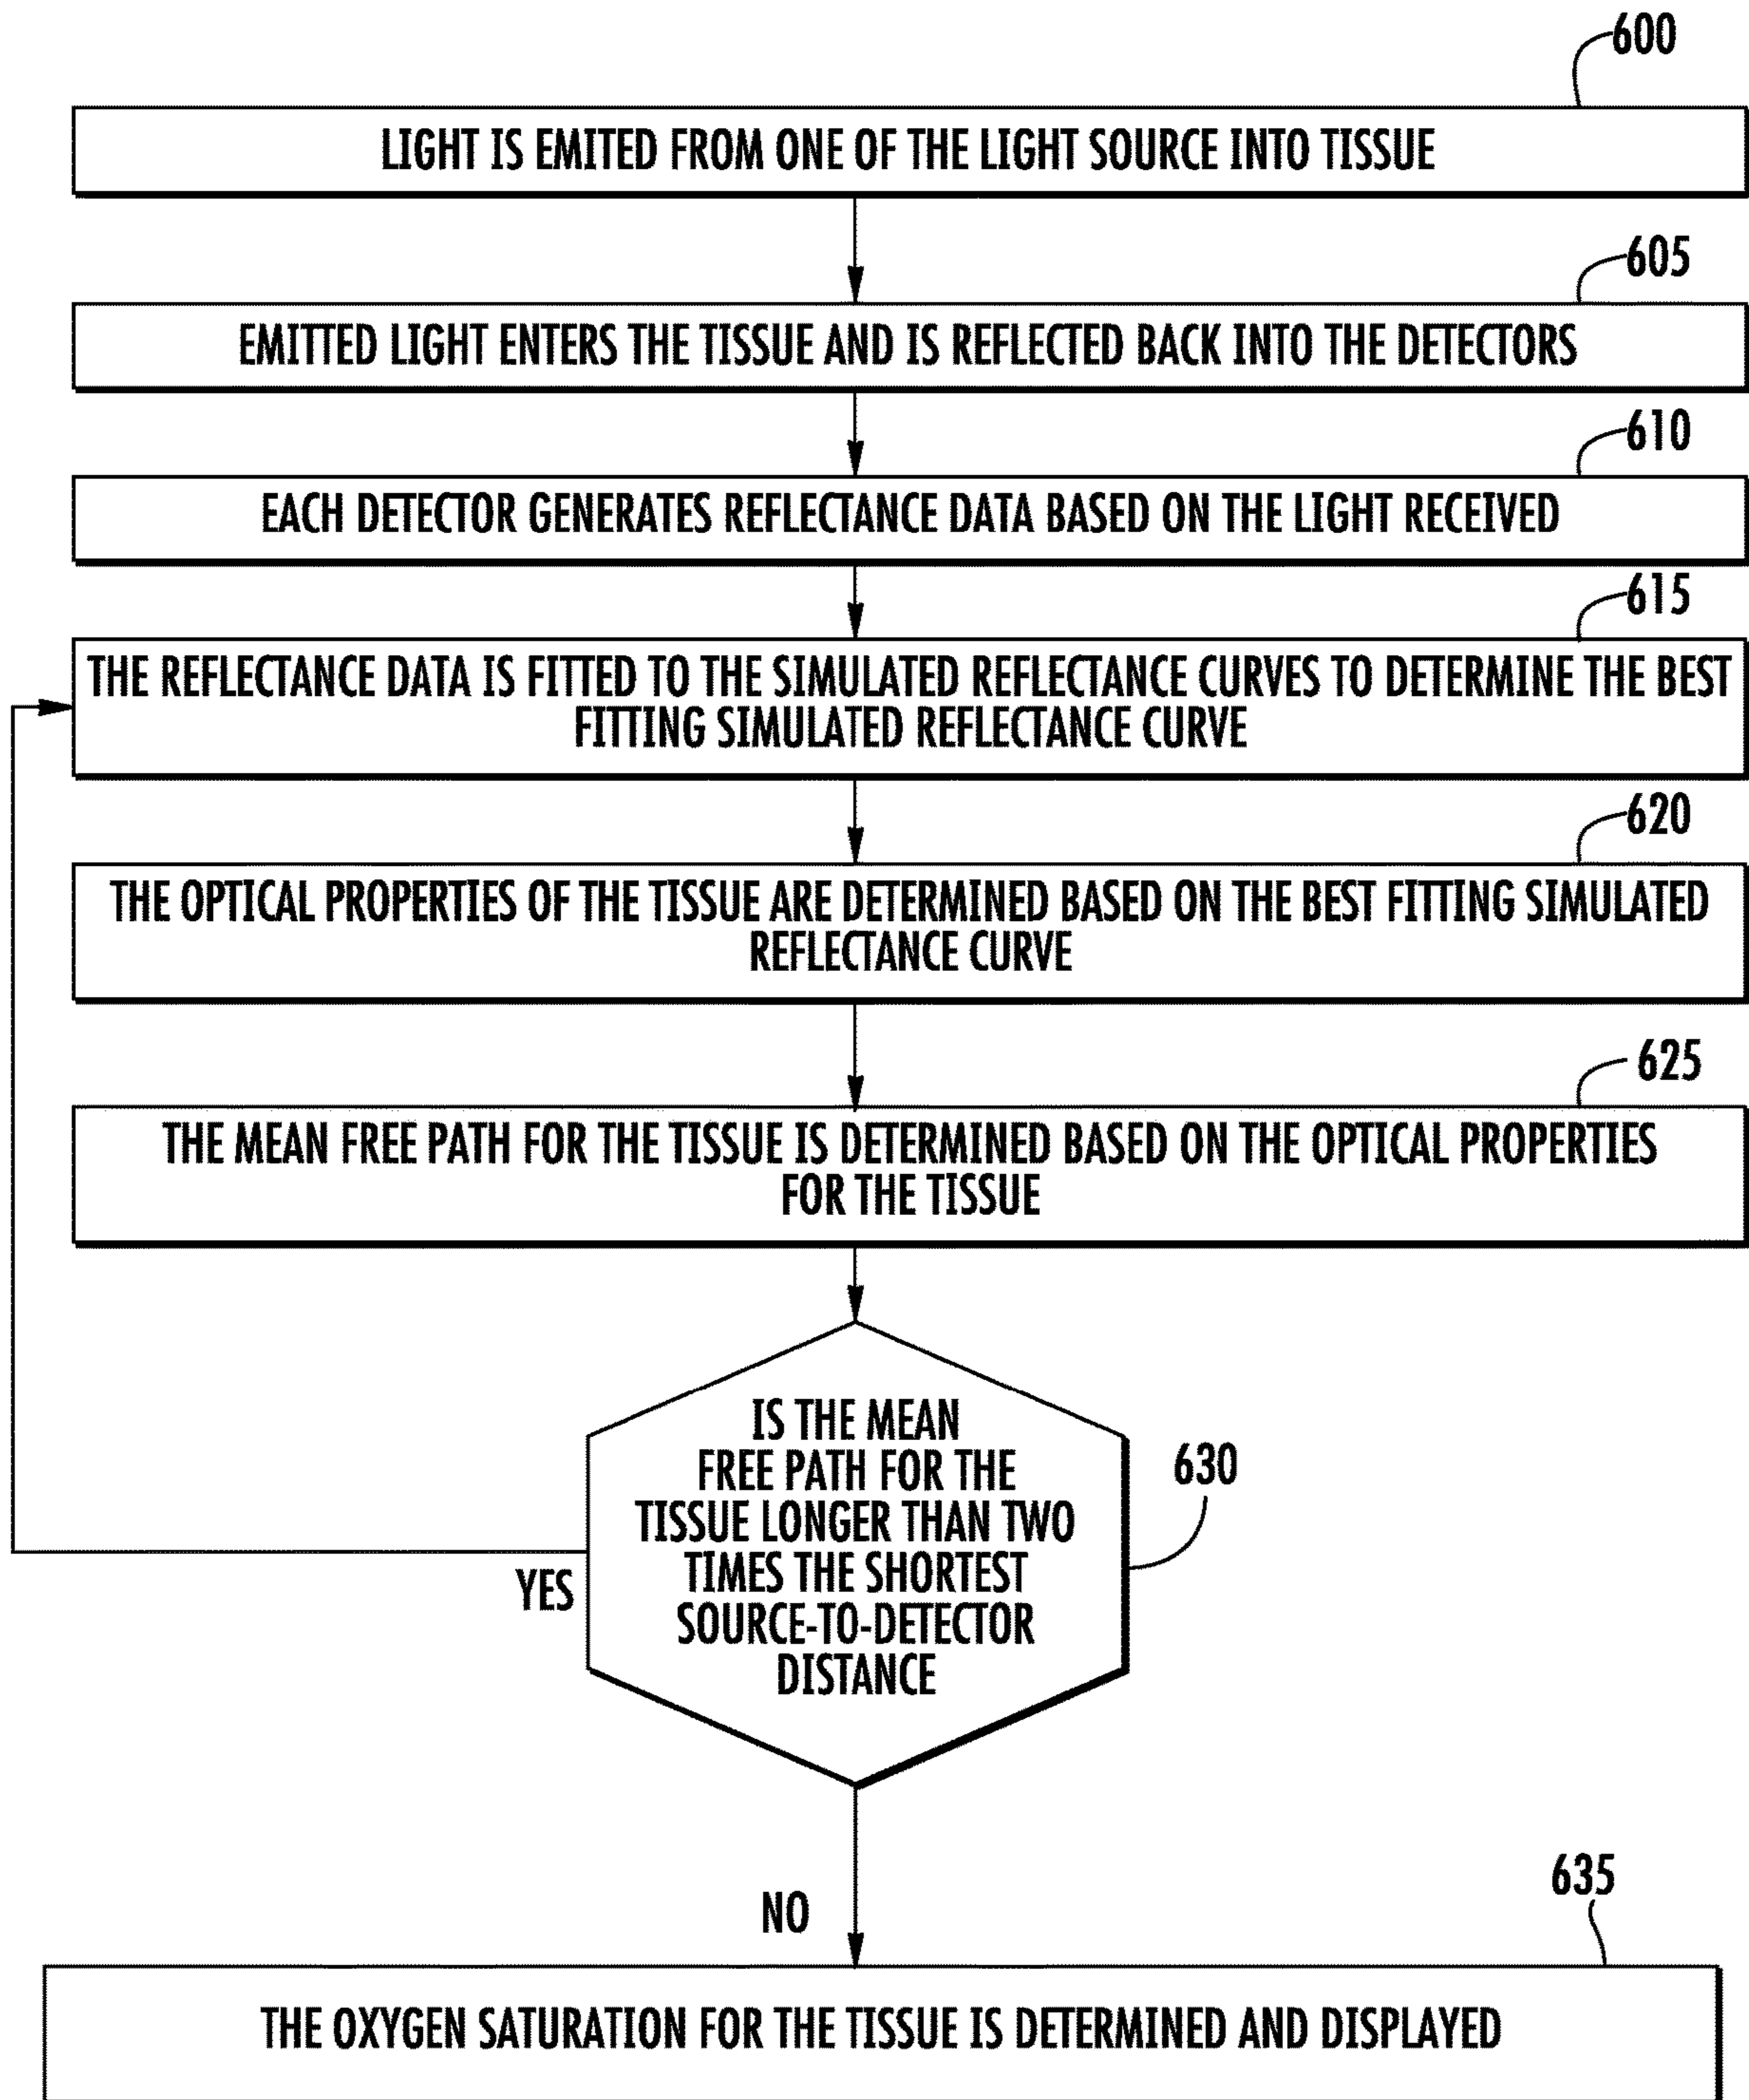 600
LIGHT IS EMITED FROM ONE OF THE LIGHT SOURCE INTO TISSUE
605
EMITTED LIGHT ENTERS THE TISSUE AND IS REFLECTED BACK INTO THE DETECTORS
610
EACH DETECTOR GENERATES REFLECTANCE DATA BASED ON THE LIGHT RECEIVED
615
THE REFLECTANCE DATA IS FITTED TO THE SIMULATED REFLECTANCE CURVES TO DETERMINE THE BEST
FITTING SIMULATED REFLECTANCE CURVE
620
THE OPTICAL PROPERTIES OF THE TISSUE ARE DETERMINED BASED ON THE BEST FITTING SIMULATED
REFLECTANCE CURVE
625
THE MEAN FREE PATH FOR THE TISSUE IS DETERMINED BASED ON THE OPTICAL PROPERTIES
FOR THE TISSUE
IS THE MEAN
FREE PATH FOR THE
TISSUE LONGER THAN TWO
TIMES THE SHORTEST
SOURCE-TO-DETECTOR
DISTANCE
630
YES
NO
635
THE OXYGEN SATURATION FOR THE TISSUE IS DETERMINED AND DISPLAYED